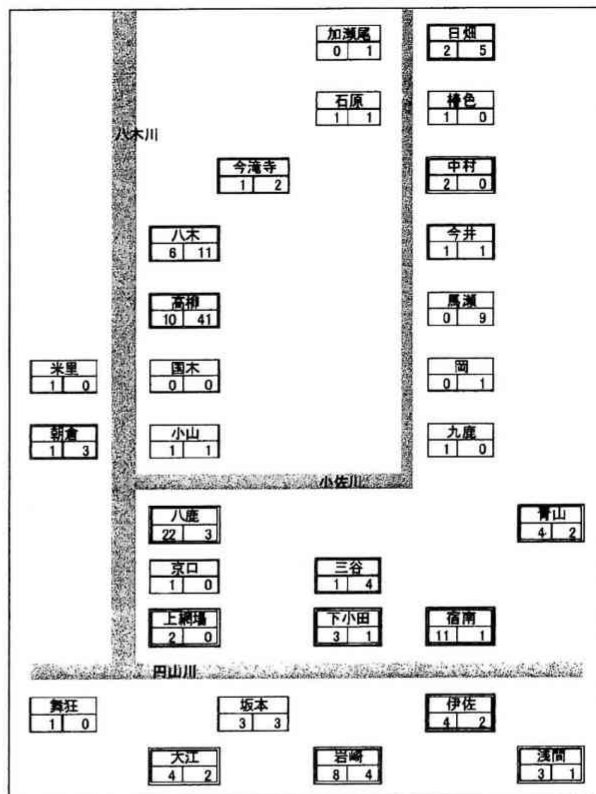 加瀬尾 日畑
0 1 2 5
石原 椿色
1 1 1 0
八木川
今滝寺 中村
1 2 2 0
八木 今井
6 11 1 1
高柳 馬瀬
10 41 0 9
米里 国木 岡
1 0 0 0 0 1
朝倉 小山 九鹿
1 3 1 1 1 0
小佐川
八鹿 青山
22 3 4 2
京口 三谷
1 0 1 4
上網場 下小田 宿南
2 0 3 1 11 1
円山川
舞狂 坂本 伊佐
1 0 3 3 4 2
大江 岩崎 浅間
4 2 8 4 3 1